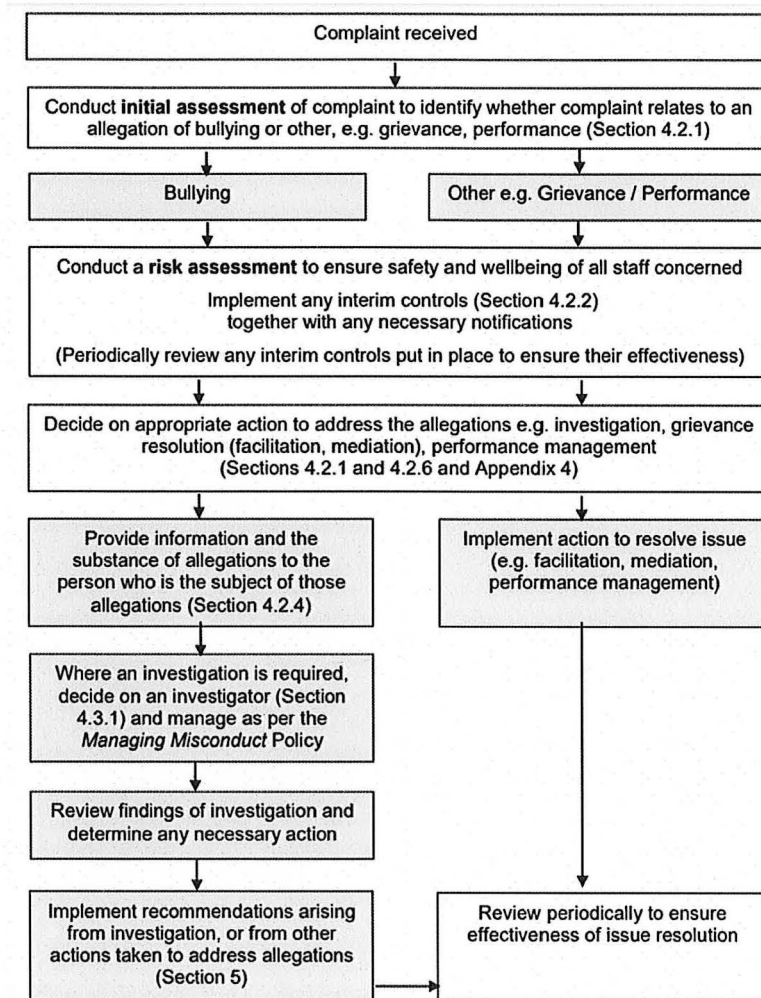 Complaint received
Conduct initial assessment of complaint to identify whether complaint relates to an
allegation of bullying or other, e.g. grievance, performance (Section 4.2.1)
Bullying
Other e.g. Grievance / Performance
Conduct a risk assessment to ensure safety and wellbeing of all staff concerned
Implement any interim controls (Section 4.2.2)
together with any necessary notifications
(Periodically review any interim controls put in place to ensure their effectiveness)
Decide on appropriate action to address the allegations e.g. investigation, grievance
resolution (facilitation, mediation), performance management
(Sections 4.2.1 and 4.2.6 and Appendix 4)
Provide information and the
substance of allegations to the
person who is the subject of those
allegations (Section 4.2.4)
Implement action to resolve issue
(e.g. facilitation, mediation,
performance management)
Where an investigation is required,
decide on an investigator (Section
4.3.1) and manage as per the
Managing Misconduct Policy
Review findings of investigation and
determine any necessary action
Implement recommendations arising
from investigation, or from other
actions taken to address allegations
(Section 5)
Review periodically to ensure
effectiveness of issue resolution